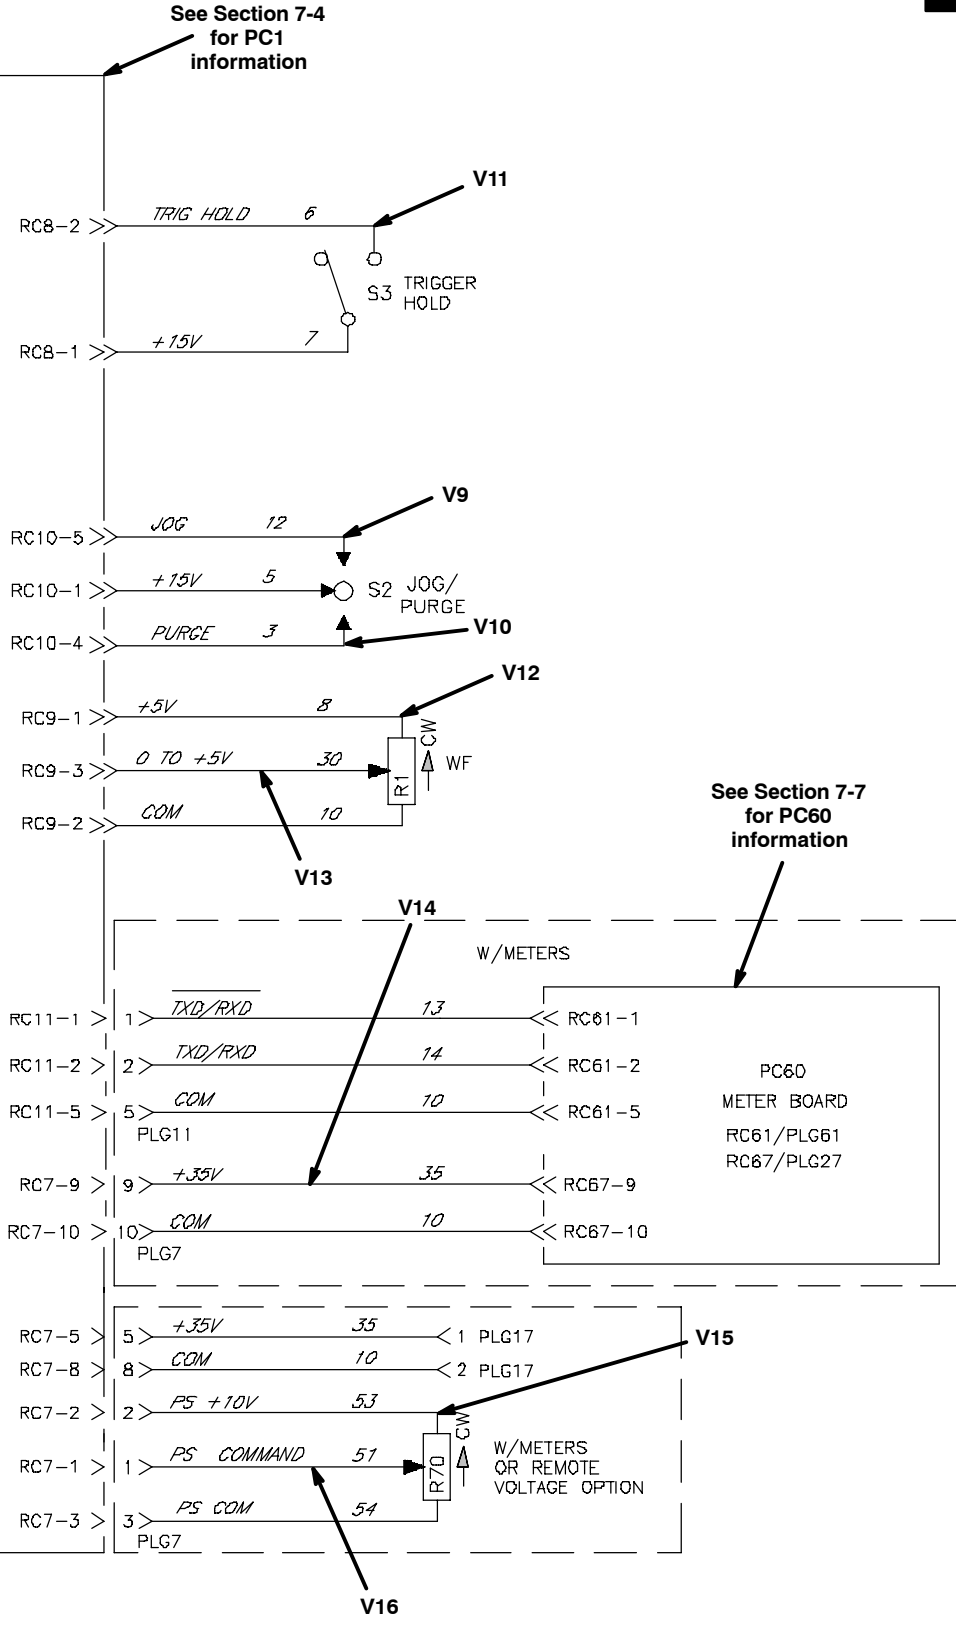 See Section 7-4
for PC1
information
V11
RC8-2 TRIG HOLD 6
S3 TRIGGER
HOLD
RC8-1 +15V 7
V9
RC10-5 JOG 12
RC10-1 +15V 5 S2 JOG/
PURGE
RC10-4 PURGE 3
V10
V12
RC9-1 +5V 8
CW
RC9-3 0 TO +5V 30 R1 WF
RC9-2 COM 10
V13
See Section 7-7
for PC60
information
V14
W/METERS
RC11-1 1 TXD/RXD 13 RC61-1
RC11-2 2 TXD/RXD 14 RC61-2
RC11-5 5 COM 10 RC61-5
PLG11
PC60
METER BOARD
RC61/PLG61
RC67/PLG27
RC7-9 9 +35V 35 RC67-9
RC7-10 10 COM 10 RC67-10
PLG7
RC7-5 5 +35V 35 1 PLG17
V15
RC7-8 8 COM 10 2 PLG17
RC7-2 2 PS +10V 53
CW
RC7-1 1 PS COMMAND 51 R70
W/METERS
OR REMOTE
VOLTAGE OPTION
RC7-3 3 PS COM 54
PLG7
V16